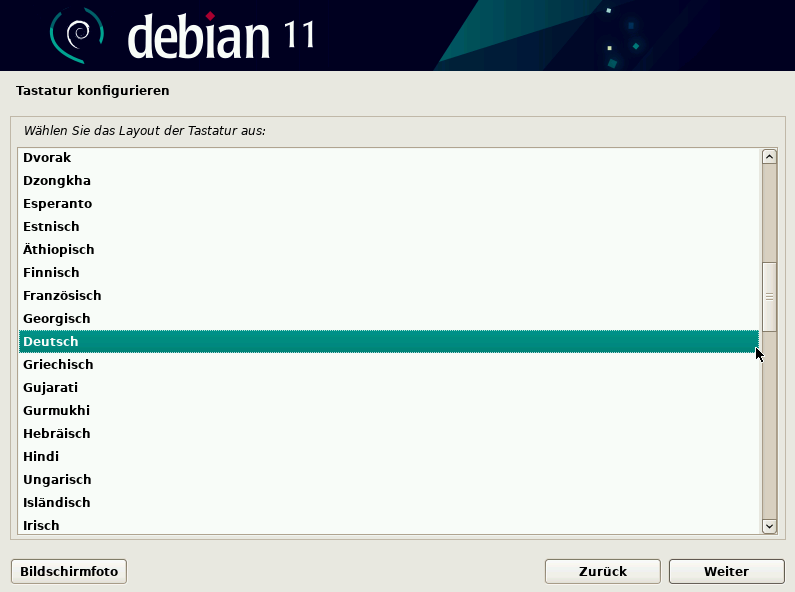 debian 11
Tastatur konfigurieren
Wählen Sie das Layout der Tastatur aus:
Dvorak
Dzongkha
Esperanto
Estnisch
Äthiopisch
Finnisch
Französisch
Georgisch
Deutsch
Griechisch
Gujarati
Gurmukhi
Hebräisch
Hindi
Ungarisch
Isländisch
Irisch
Bildschirmfoto Zurück Weiter